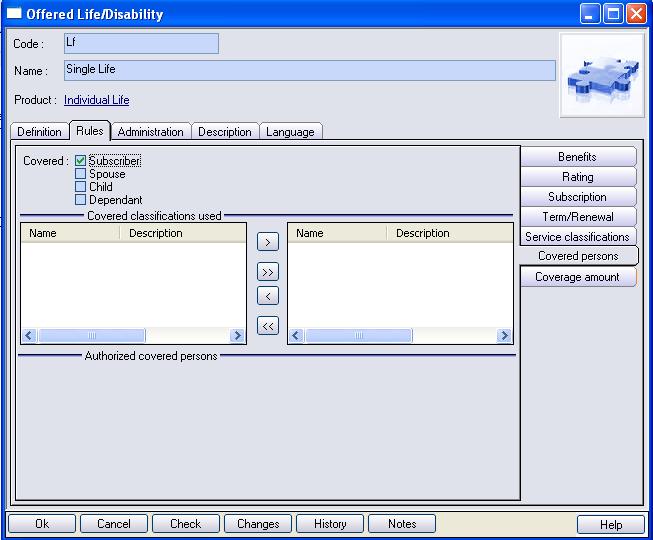 Offered Life/Disability
Code : Lf
Name : Single Life
Product : Individual Life
Definition Rules Administration Description Language
Covered : Subscriber
Spouse
Child
Dependant
Covered classifications used
Name Description Name Description
> 
>>
<
<<
Authorized covered persons
Benefits
Rating
Subscription
Term/Renewal
Service classifications
Covered persons
Coverage amount
Ok Cancel Check Changes History Notes Help